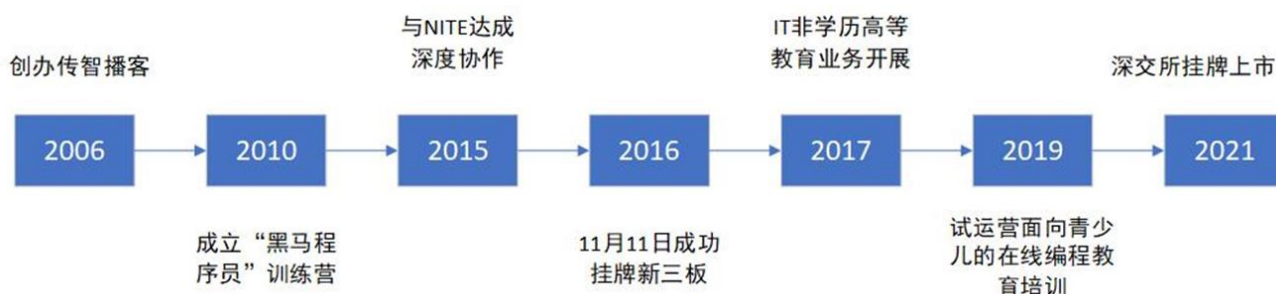 创办传智播客
与NITE达成
深度协作
IT非学历高等
教育业务开展
深交所挂牌上市
2006
2010
2015
2016
2017
2019
2021
成立“黑马程
序员”训练营
11月11日成功
挂牌新三板
试运营面向青少
儿的在线编程教
育培训